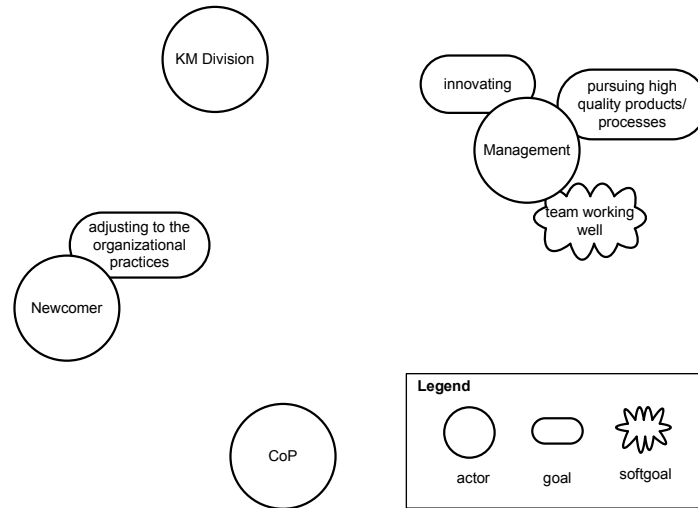 KM Division
innovating
pursuing high
quality products/
processes
Management
team working
well
adjusting to the
organizational
practices
Newcomer
CoP
Legend
actor
goal
softgoal